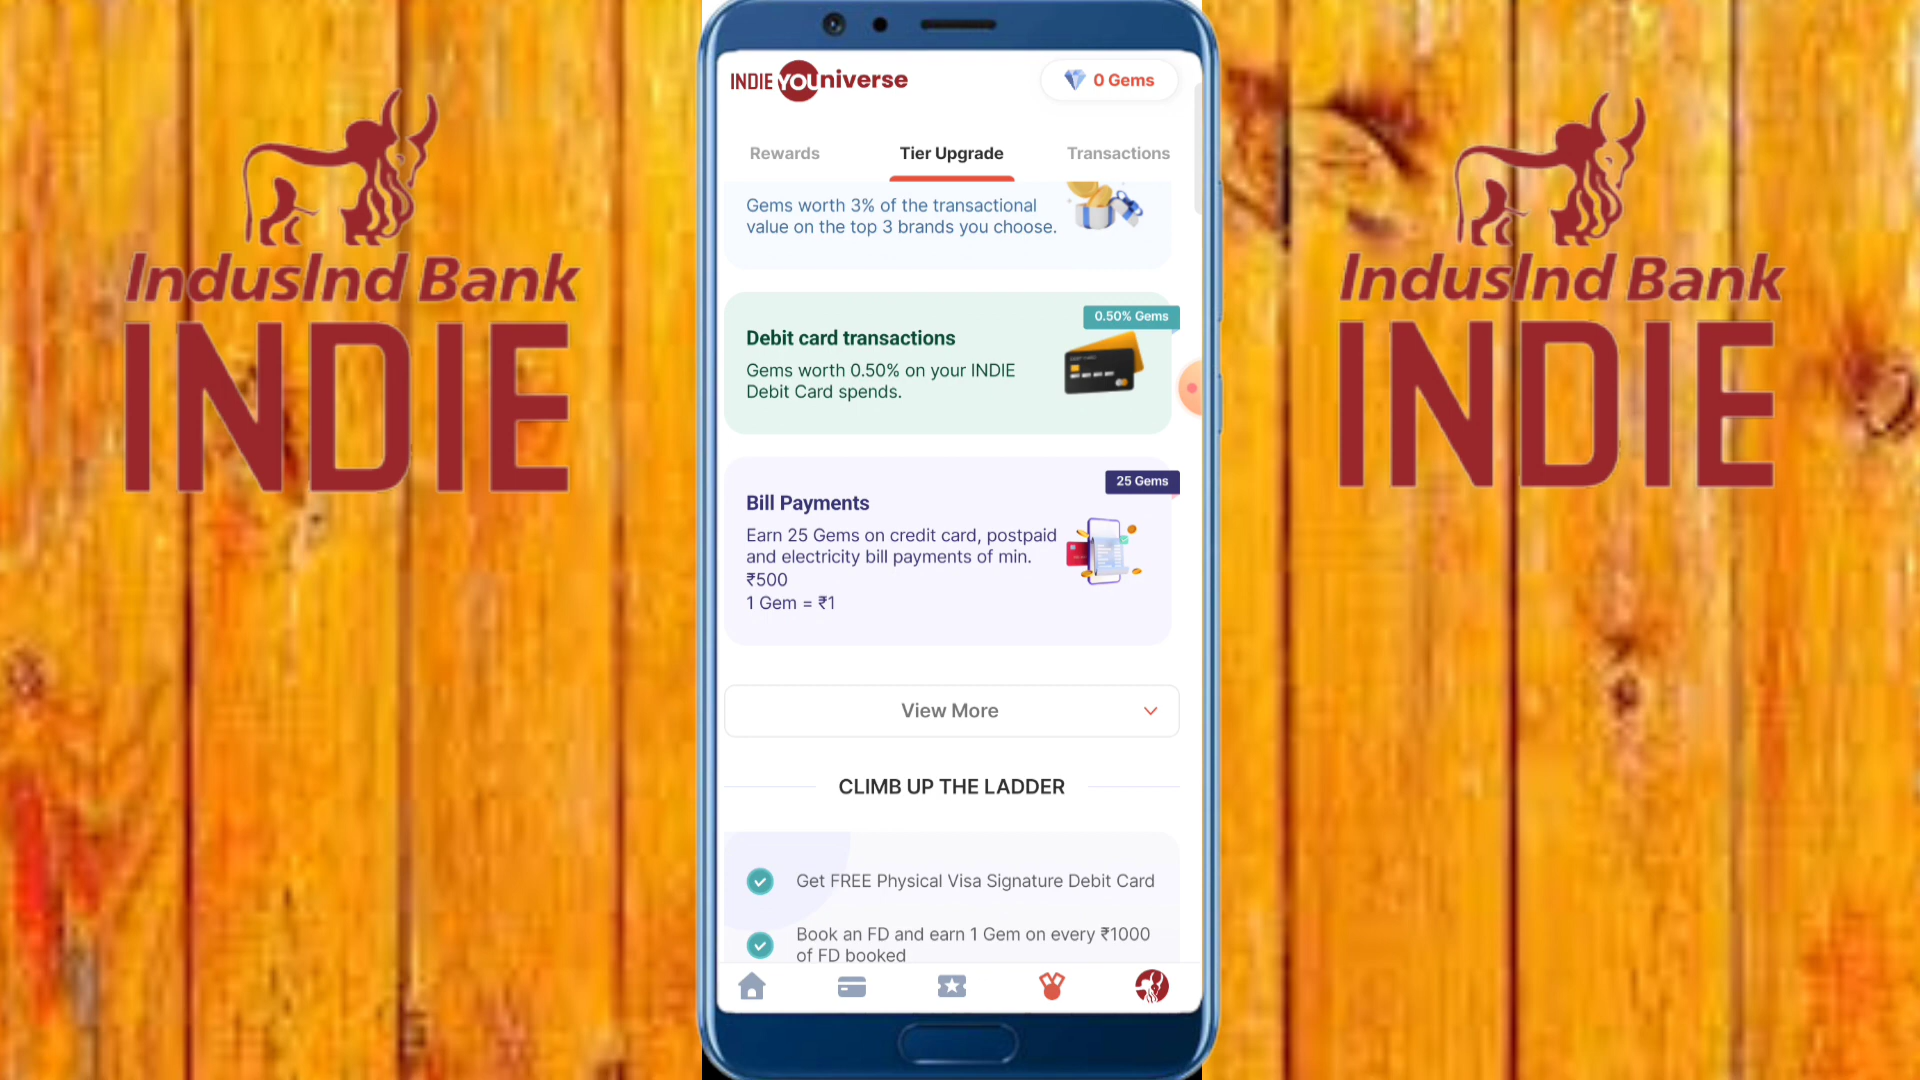 IndusInd Bank
INDIE
INDIE YOUniverse
0 Gems
Rewards
Tier Upgrade
Transactions
Gems worth 3% of the transactional
value on the top 3 brands you choose.
0.50% Gems
Debit card transactions
Gems worth 0.50% on your INDIE
Debit Card spends.
25 Gems
Bill Payments
Earn 25 Gems on credit card, postpaid
and electricity bill payments of min.
₹500
1 Gem = ₹1
View More
CLIMB UP THE LADDER
Get FREE Physical Visa Signature Debit Card
Book an FD and earn 1 Gem on every ₹1000
of FD booked
IndusInd Bank
INDIE